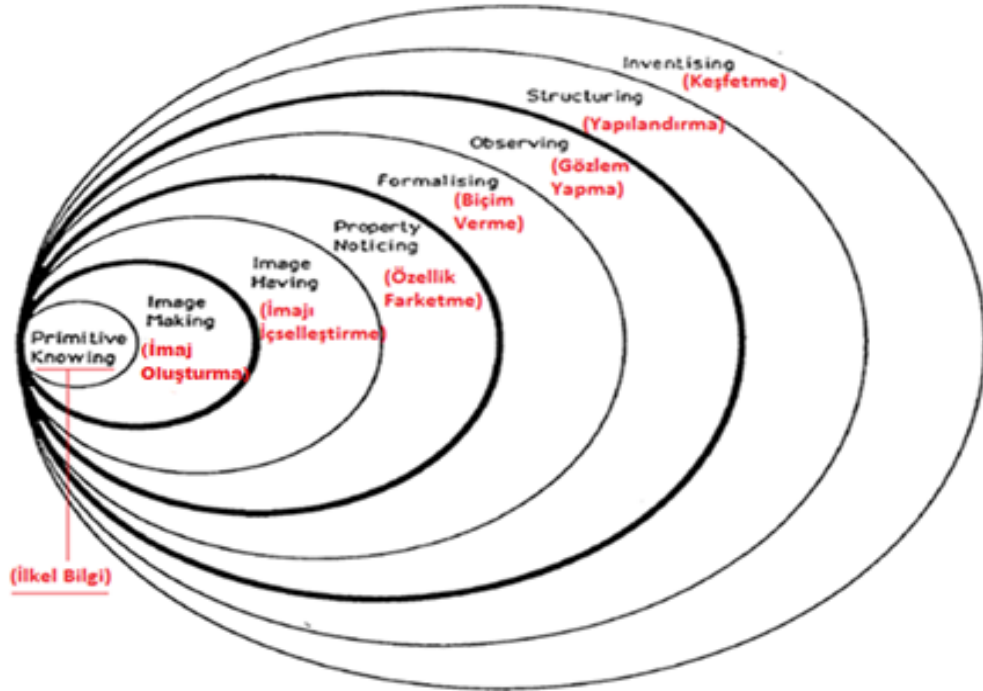 Inventising
(Keşfetme)
Structuring
(Yapılandırma)
Observing
(Gözlem
Yapma)
Formalising
(Biçim
Verme)
Property
Noticing
(Özellik
Farketme)
Image
Having
(İmajı
İçselleştirme)
Image
Making
(İmaj
Oluşturma)
Primitive
Knowing
(İlkel Bilgi)